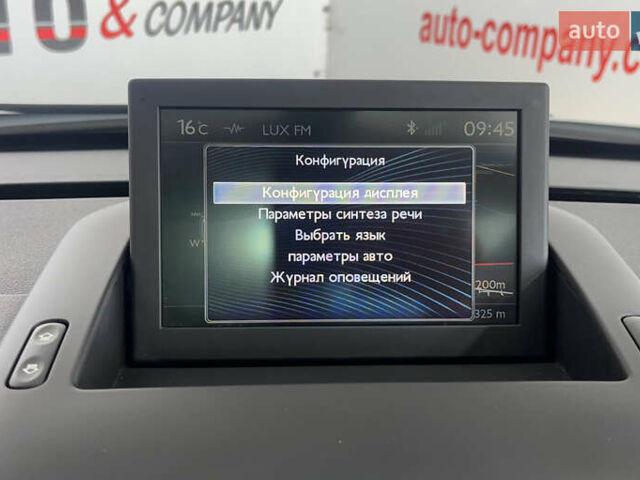 & COMPANY
auto-company.c
auto
16°C
LUX FM
09:45
Конфигурация
Конфигурация дисплея
Параметры синтеза речи
Выбрать язык
параметры авто
Журнал оповещений
200m
325 m